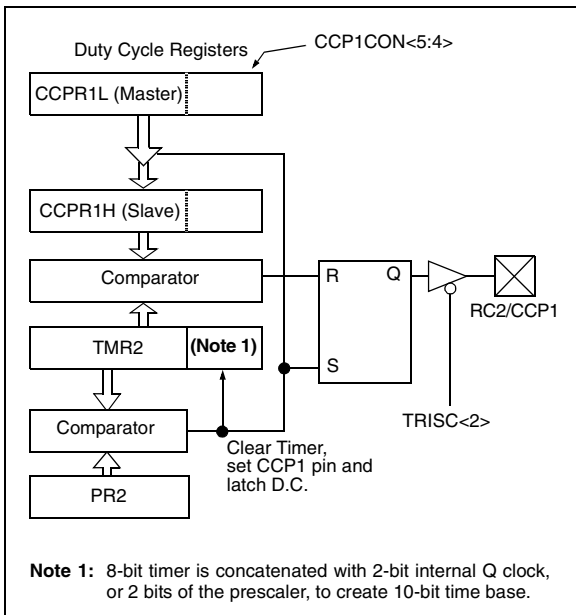 Duty Cycle Registers
CCP1CON<5:4>
CCPR1L (Master)
CCPR1H (Slave)
Comparator
R
Q
RC2/CCP1
TMR2
(Note 1)
S
TRISC<2>
Comparator
Clear Timer,
set CCP1 pin and
latch D.C.
PR2
Note 1: 8-bit timer is concatenated with 2-bit internal Q clock,
or 2 bits of the prescaler, to create 10-bit time base.